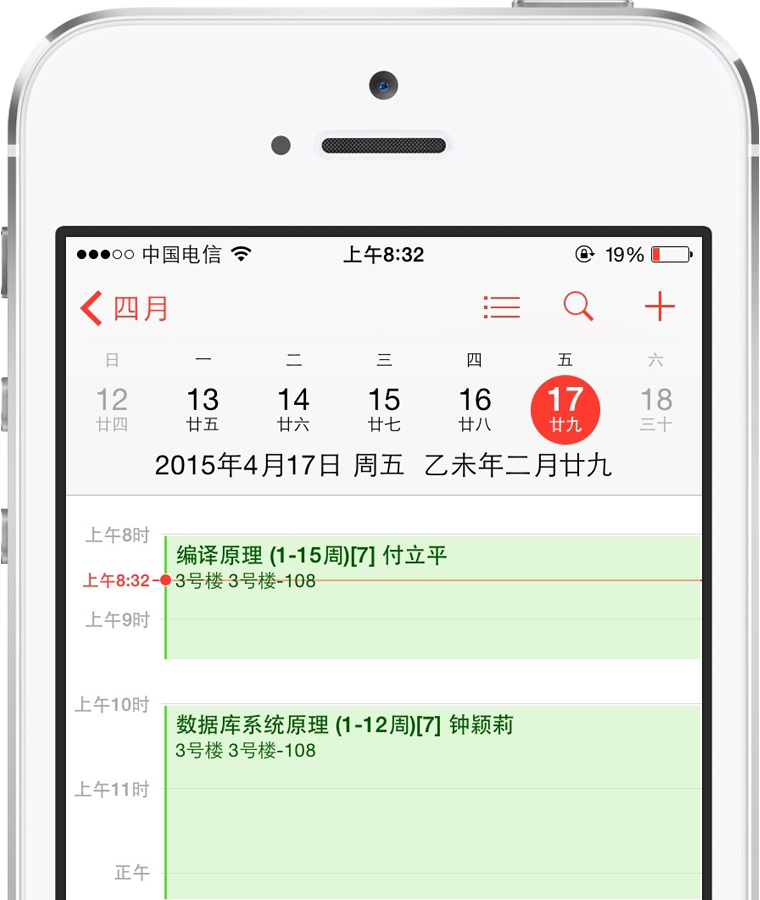 中国电信 上午8:32 19%
四月
日 一 二 三 四 五 六
12 13 14 15 16 17 18
廿四 廿五 廿六 廿七 廿八 廿九 三十
2015年4月17日 周五 乙未年二月廿九
上午8时
编译原理 (1-15周)[7] 付立平
上午8:32 3号楼 3号楼-108
上午9时
上午10时
数据库系统原理 (1-12周)[7] 钟颖莉
3号楼 3号楼-108
上午11时
正午